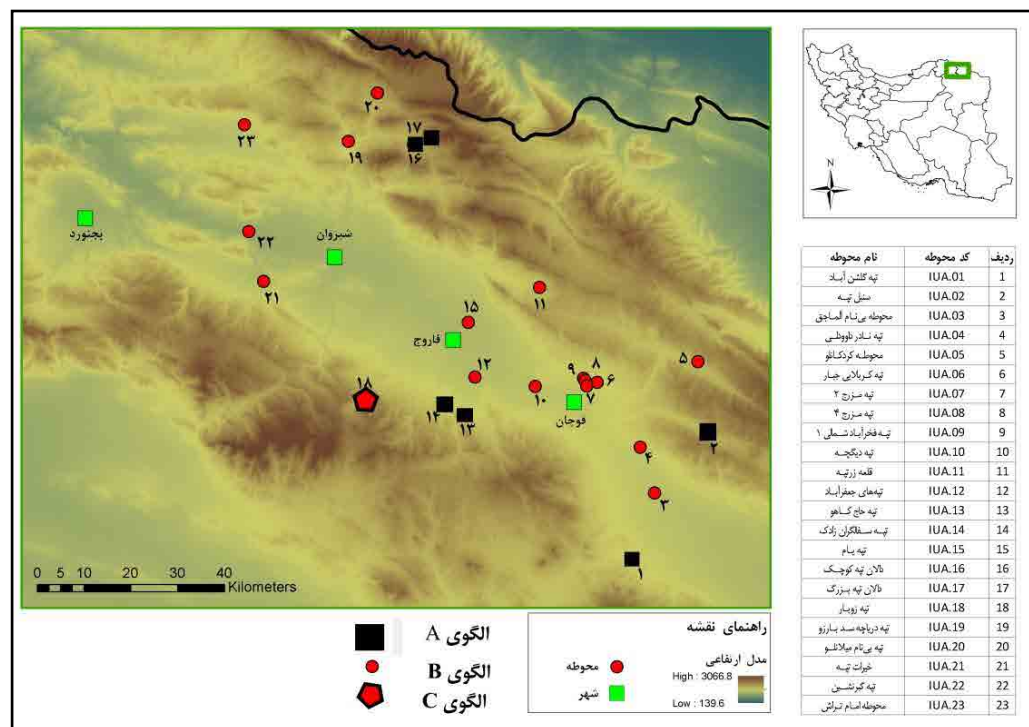 ۲۰
۱۷
۲۳
۱۹
۱۶
بجنورد
شیروان
۲۲
۲۱
۱۱
۱۵
فاروج
۱۲
۵
۱۸
۹
۸
۶
۷
۱۰
قوچان
۱۴
۱۳
۲
۴
۳
۱
0 5 10 20 30 40
Kilometers
N
الگوی A
الگوی B
الگوی C
راهنمای نقشه
محوطه
شهر
مدل ارتفاعی
High : 3066.8
Low : 139.6
ردیف کد محوطه نام محوطه
1 IUA.01 تپه گلشن آباد
2 IUA.02 تپه
3 IUA.03 محوطه بی‌نام الماجق
4 IUA.04 تپه نادر
5 IUA.05 محوطه کردکانلو
6 IUA.06 تپه کربلایی جبار
7 IUA.07 تپه مزرج ۲
8 IUA.08 تپه مزرج ۴
9 IUA.09 تپه فخرآباد شمالی ۱
10 IUA.10 تپه دیگچه
11 IUA.11 قلعه زرتپه
12 IUA.12 تپه‌های جعفرآباد
13 IUA.13 تپه حاج کاهو
14 IUA.14 تپه سفالگران زادک
15 IUA.15 تپه یام
16 IUA.16 دالان تپه کوچک
17 IUA.17 دالان تپه بزرگ
18 IUA.18 تپه زوبار
19 IUA.19 تپه دریاچه سد بارزو
20 IUA.20 تپه بی‌نام میلانلو
21 IUA.21 خیرات تپه
22 IUA.22 تپه گبرنشین
23 IUA.23 محوطه امام تراش